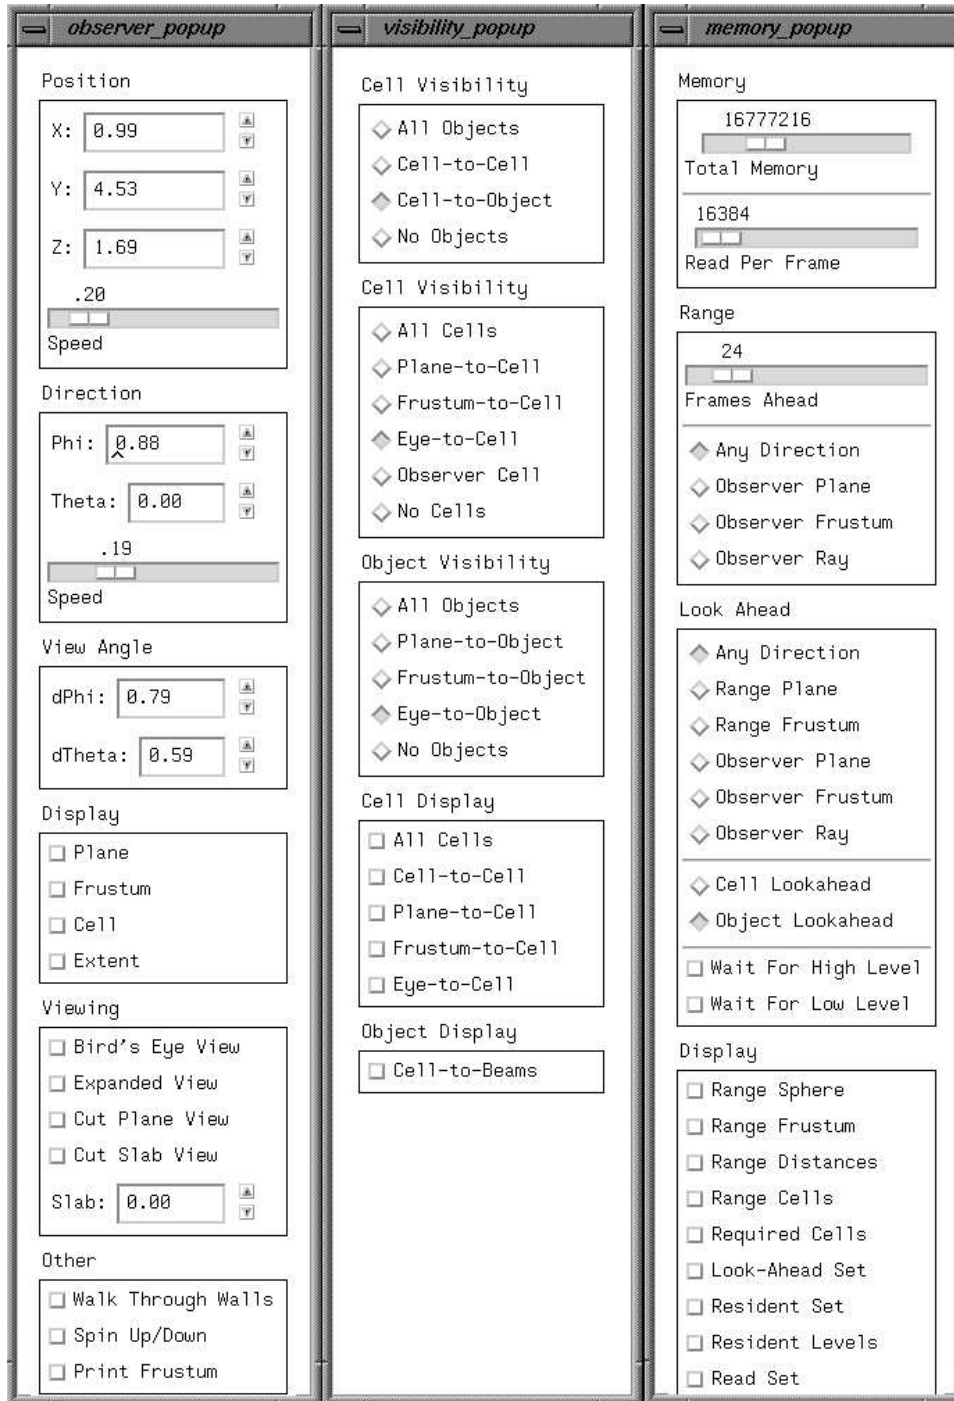 observer_popup
Position
X: 0.99
Y: 4.53
Z: 1.69
.20
Speed
Direction
Phi: 0.88
Theta: 0.00
.19
Speed
View Angle
dPhi: 0.79
dTheta: 0.59
Display
Plane
Frustum
Cell
Extent
Viewing
Bird's Eye View
Expanded View
Cut Plane View
Cut Slab View
Slab: 0.00
Other
Walk Through Walls
Spin Up/Down
Print Frustum
visibility_popup
Cell Visibility
All Objects
Cell-to-Cell
Cell-to-Object
No Objects
Cell Visibility
All Cells
Plane-to-Cell
Frustum-to-Cell
Eye-to-Cell
Observer Cell
No Cells
Object Visibility
All Objects
Plane-to-Object
Frustum-to-Object
Eye-to-Object
No Objects
Cell Display
All Cells
Cell-to-Cell
Plane-to-Cell
Frustum-to-Cell
Eye-to-Cell
Object Display
Cell-to-Beams
memory_popup
Memory
16777216
Total Memory
16384
Read Per Frame
Range
24
Frames Ahead
Any Direction
Observer Plane
Observer Frustum
Observer Ray
Look Ahead
Any Direction
Range Plane
Range Frustum
Observer Plane
Observer Frustum
Observer Ray
Cell Lookahead
Object Lookahead
Wait For High Level
Wait For Low Level
Display
Range Sphere
Range Frustum
Range Distances
Range Cells
Required Cells
Look-Ahead Set
Resident Set
Resident Levels
Read Set